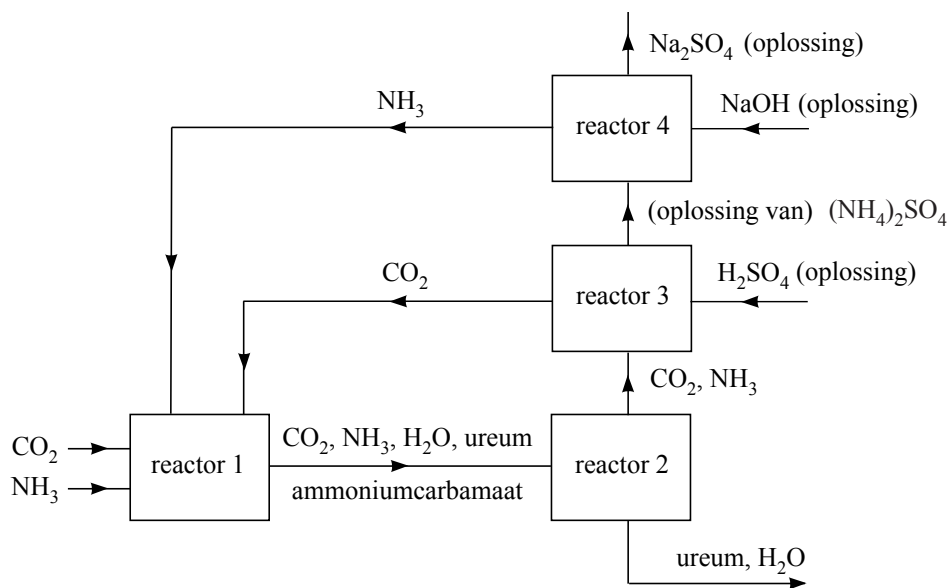 Na₂SO₄ (oplossing)
NH₃
reactor 4
NaOH (oplossing)
(oplossing van) (NH₄)₂SO₄
CO₂
reactor 3
H₂SO₄ (oplossing)
CO₂, NH₃
CO₂
NH₃
reactor 1
CO₂, NH₃, H₂O, ureum
ammoniumcarbamaat
reactor 2
ureum, H₂O